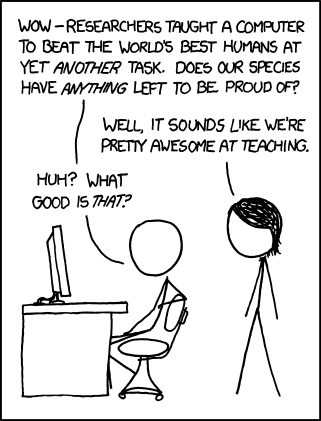 WOW—RESEARCHERS TAUGHT A COMPUTER
TO BEAT THE WORLD'S BEST HUMANS AT
YET ANOTHER TASK. DOES OUR SPECIES
HAVE ANYTHING LEFT TO BE PROUD OF?
WELL, IT SOUNDS LIKE WE'RE
PRETTY AWESOME AT TEACHING.
HUH? WHAT
GOOD IS THAT?